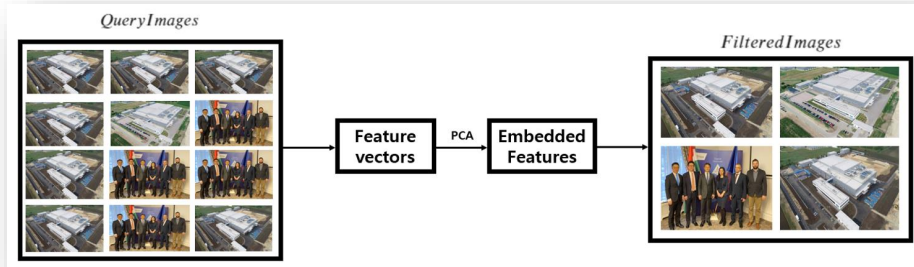 QueryImages
FilteredImages
Feature
vectors
PCA
Embedded
Features